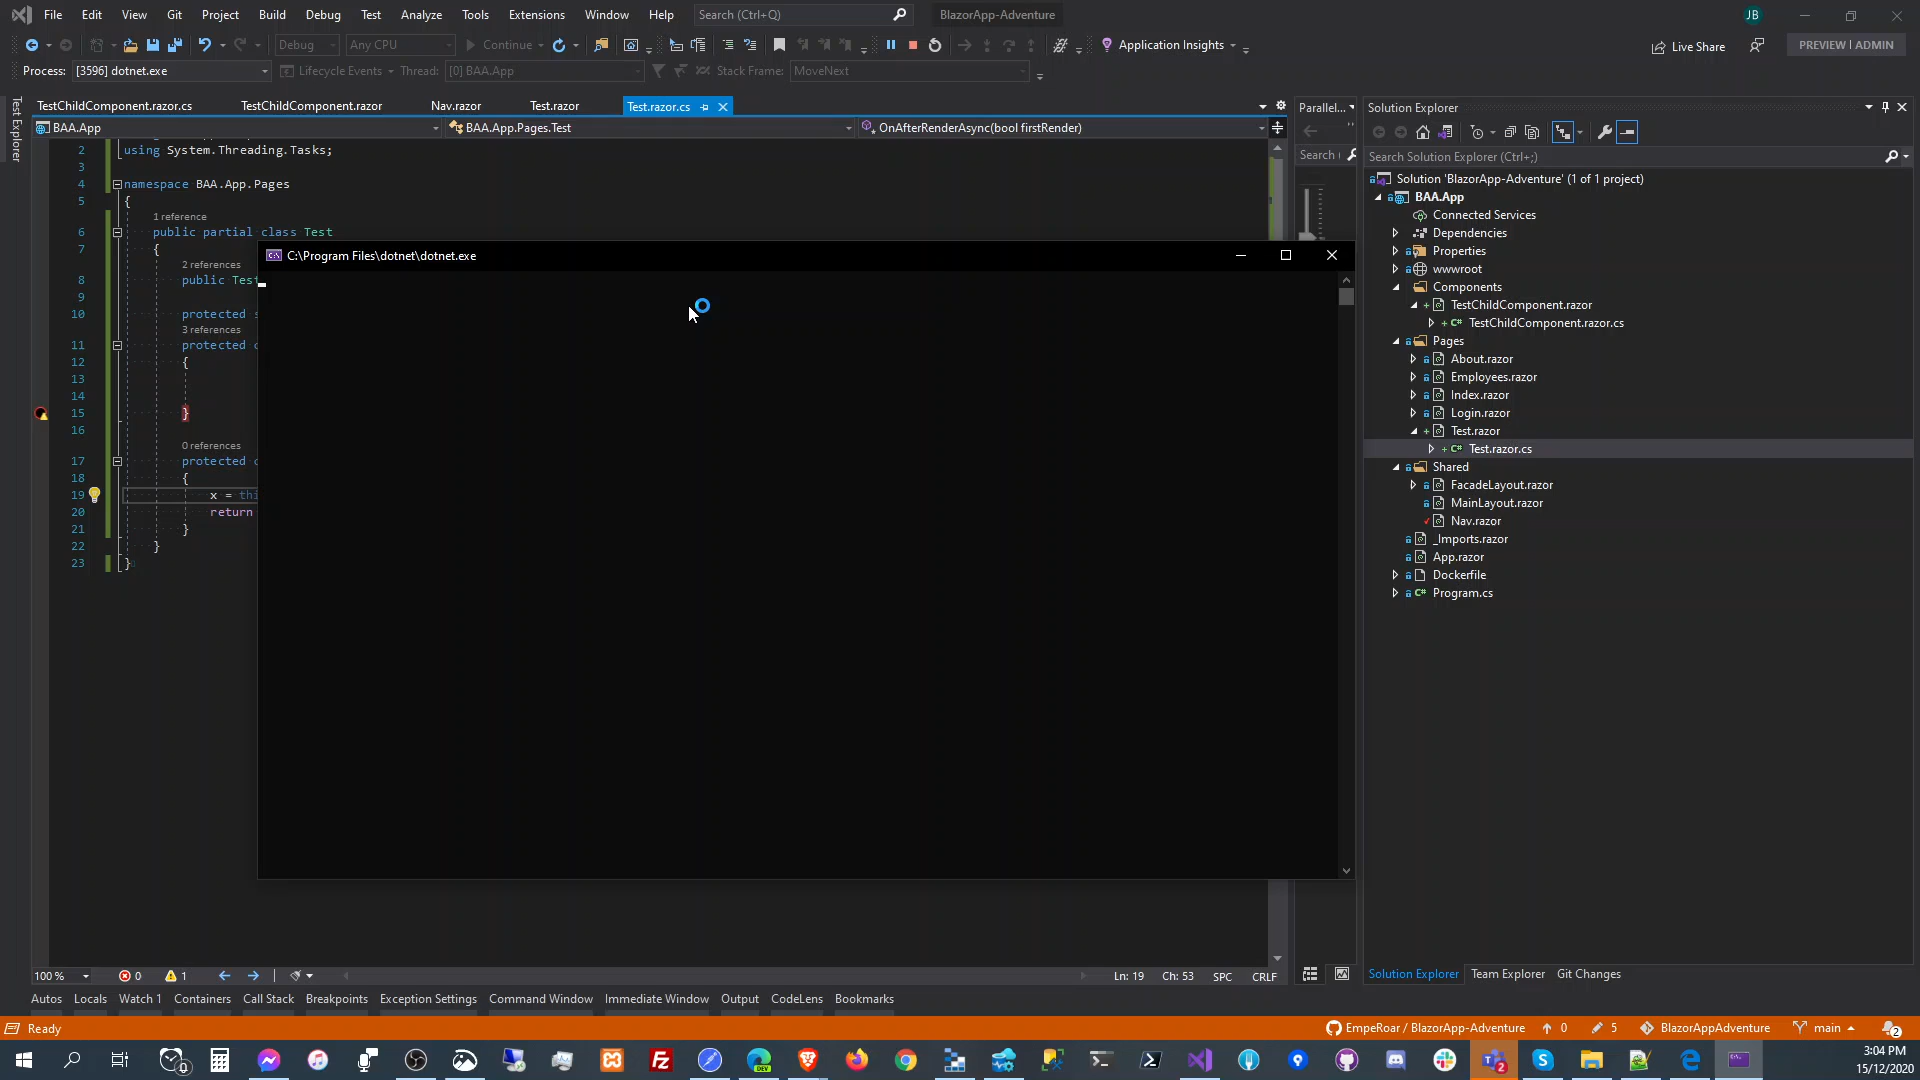 File Edit View Git Project Build Debug Test Analyze Tools Extensions Window Help Search (Ctrl+Q) BlazorApp-Adventure JB
Debug Any CPU Continue Application Insights Live Share PREVIEW | ADMIN
Process: [3596] dotnet.exe Lifecycle Events Thread: [0] BAA.App Stack Frame: MoveNext
Test Explorer
TestChildComponent.razor.cs TestChildComponent.razor Nav.razor Test.razor Test.razor.cs
BAA.App BAA.App.Pages.Test OnAfterRenderAsync(bool firstRender)
2 using System.Threading.Tasks;
3
4 namespace BAA.App.Pages
5 {
1 reference
6 public partial class Test
7 {
2 references
8 public Test
9
10 protected s
3 references
11 protected
12 {
13
14
15 }
16
0 references
17 protected
18 {
19 x = thi
20 return
21 }
22 }
23 }
C:\Program Files\dotnet\dotnet.exe
Parallel...
Search
Solution Explorer
Search Solution Explorer (Ctrl+;)
Solution 'BlazorApp-Adventure' (1 of 1 project)
BAA.App
Connected Services
Dependencies
Properties
wwwroot
Components
TestChildComponent.razor
TestChildComponent.razor.cs
Pages
About.razor
Employees.razor
Index.razor
Login.razor
Test.razor
Test.razor.cs
Shared
FacadeLayout.razor
MainLayout.razor
Nav.razor
_Imports.razor
App.razor
Dockerfile
Program.cs
100 % 0 1 Ln: 19 Ch: 53 SPC CRLF
Solution Explorer Team Explorer Git Changes
Autos Locals Watch 1 Containers Call Stack Breakpoints Exception Settings Command Window Immediate Window Output CodeLens Bookmarks
Ready EmpeRoar / BlazorApp-Adventure 0 5 BlazorAppAdventure main 2
3:04 PM
15/12/2020